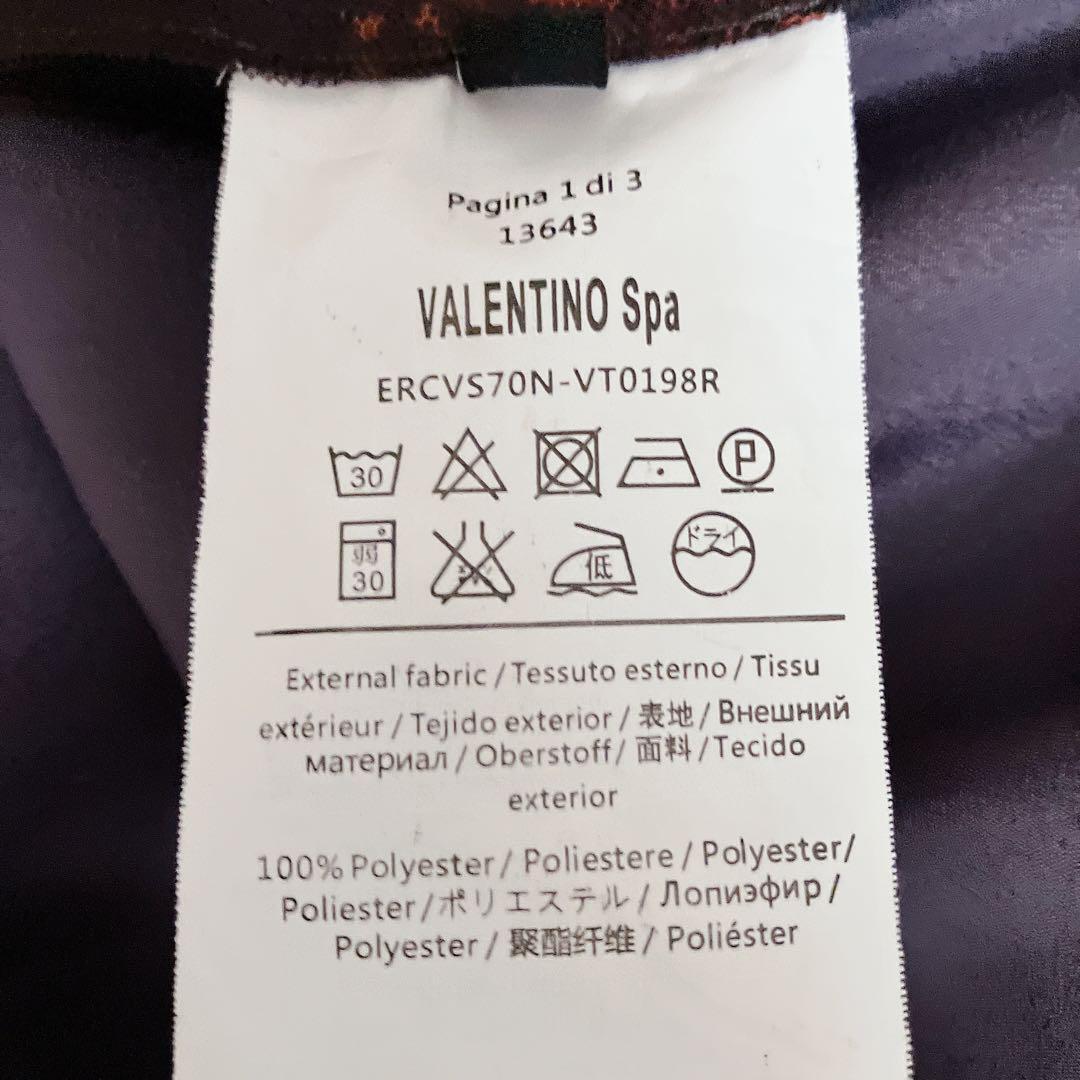 Pagina 1 di 3
13643
VALENTINO Spa
ERCVS70N-VT0198R
30 P
弱 低 ドライ
30
External fabric / Tessuto esterno / Tissu
extérieur / Tejido exterior / 表地 / Внешний
материал / Oberstoff/ 面料 / Tecido
exterior
100% Polyester / Poliestere / Polyester/
Poliester / ポリエステル / Лопиэфир /
Polyester / 聚酯纤维 / Poliéster